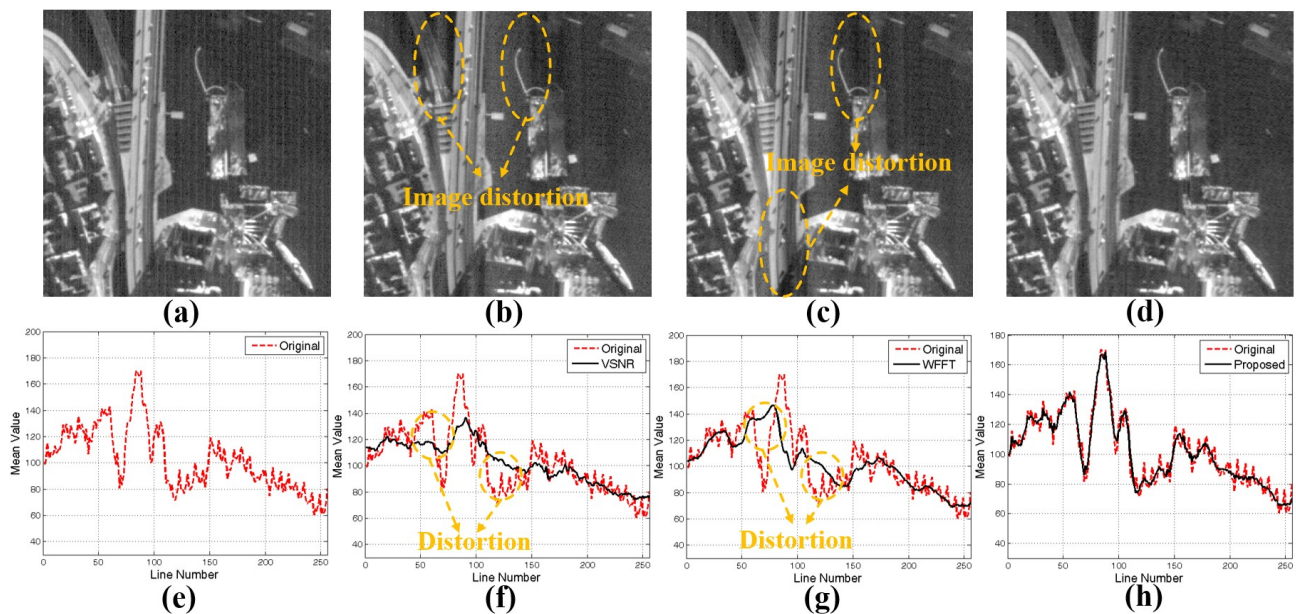 Image distortion
Image distortion
(a)
(b)
(c)
(d)
200
180
160
140
120
100
80
60
40
Mean Value
0
50
100
150
200
250
Line Number
Original
(e)
200
180
160
140
120
100
80
60
40
Mean Value
0
50
100
150
200
250
Line Number
Original
VSNR
Distortion
(f)
200
180
160
140
120
100
80
60
40
Mean Value
0
50
100
150
200
250
Line Number
Original
WFFT
Distortion
(g)
180
160
140
120
100
80
60
40
Mean Value
0
50
100
150
200
250
Line Number
Original
Proposed
(h)